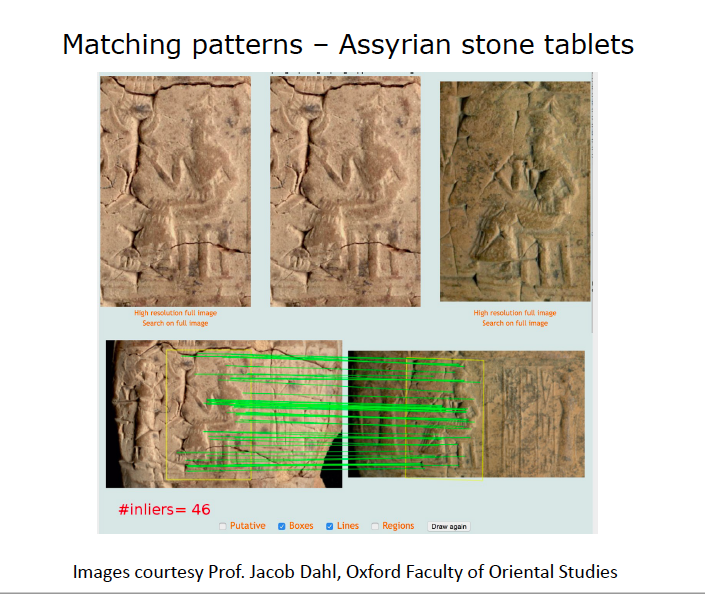 Matching patterns – Assyrian stone tablets
High resolution full image
Search on full image
High resolution full image
Search on full image
#inliers= 46
Putative Boxes Lines Regions Draw again
Images courtesy Prof. Jacob Dahl, Oxford Faculty of Oriental Studies